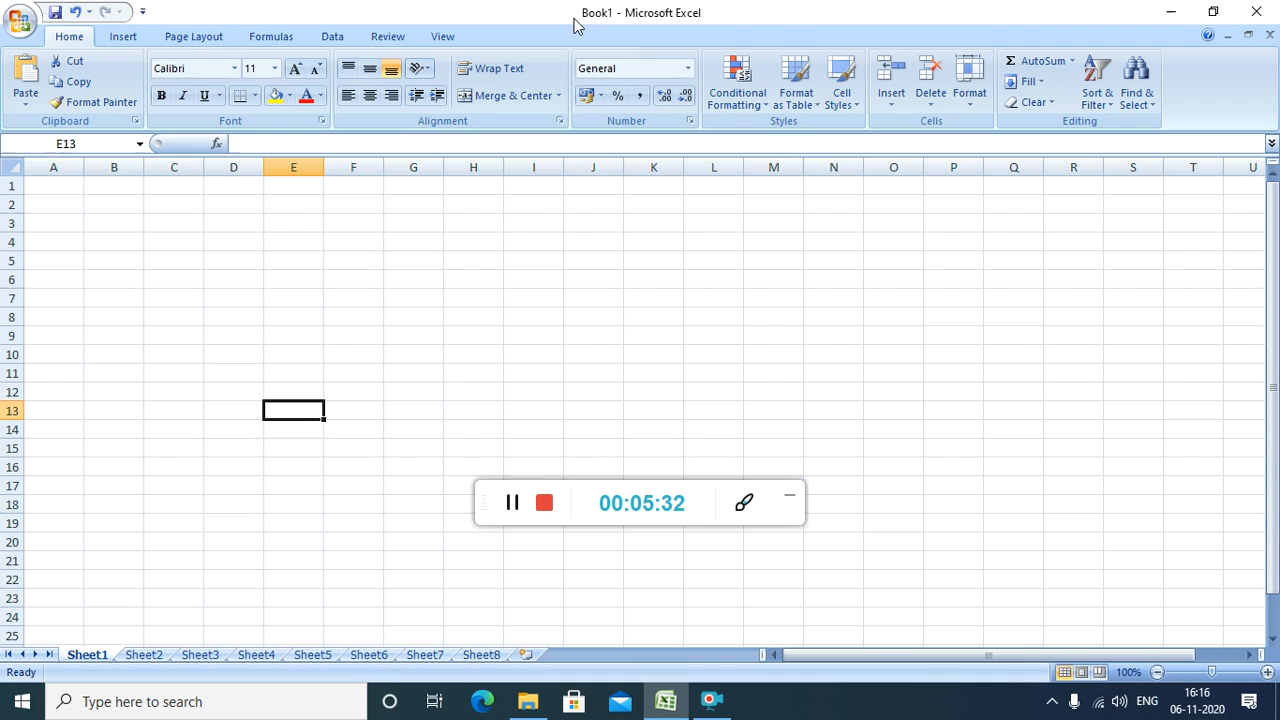 Book1 - Microsoft Excel
Home Insert Page Layout Formulas Data Review View
Paste
Cut
Copy
Format Painter
Clipboard
Calibri 11
B I U A
Font
Wrap Text
Merge & Center
Alignment
General
% ,
Number
Conditional Formatting
Format as Table
Cell Styles
Styles
Insert Delete Format
Cells
Σ AutoSum
Fill
Clear
Sort & Filter
Find & Select
Editing
E13 fx
A B C D E F G H I J K L M N O P Q R S T U
1
2
3
4
5
6
7
8
9
10
11
12
13
14
15
16
17
18
19
20
21
22
23
24
25
00:05:32
Sheet1 Sheet2 Sheet3 Sheet4 Sheet5 Sheet6 Sheet7 Sheet8
Ready 100%
Type here to search
ENG
16:16
06-11-2020